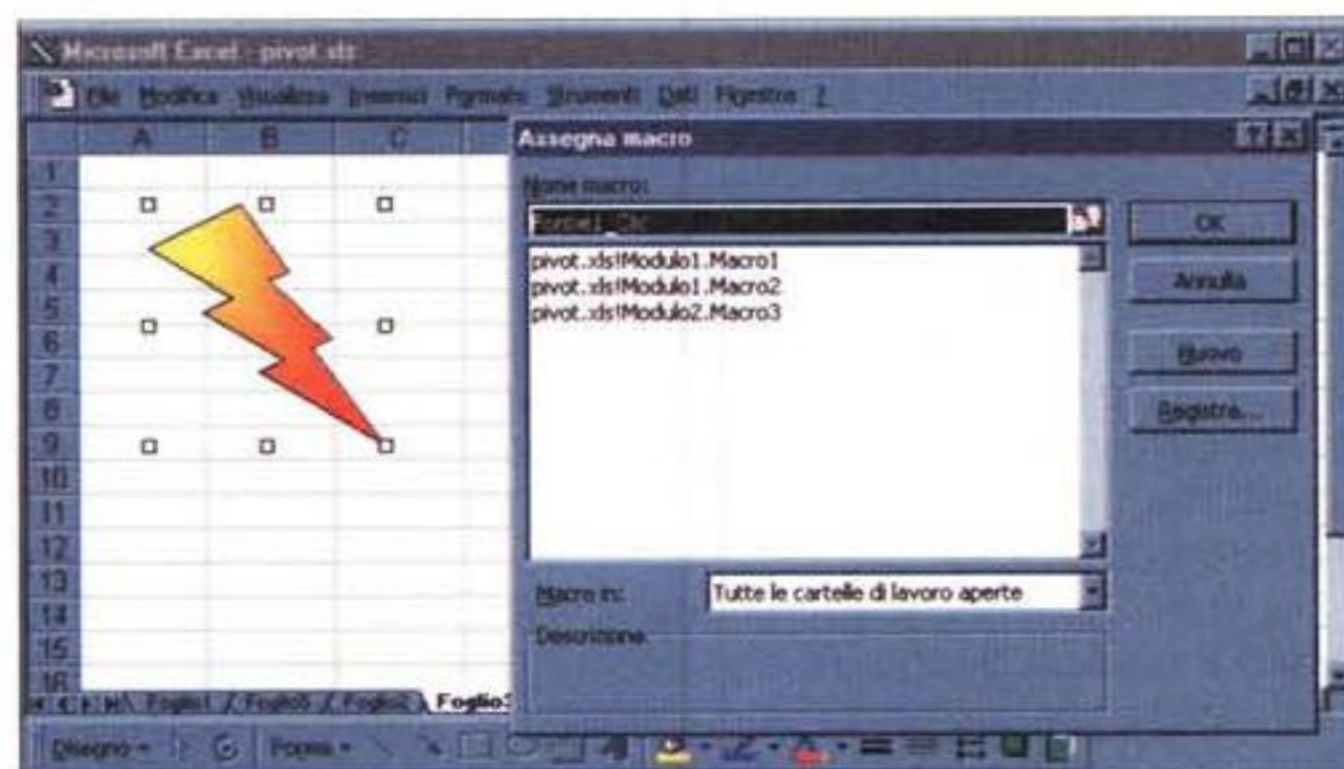 Microsoft Excel - pivot.xls
File Modifica Visualizza Inserisci Formato Strumenti Dati Finestra ?
A B C
Assegna macro
Nome macro:
pivot.xls!Modulo1.Macro1
pivot.xls!Modulo1.Macro2
pivot.xls!Modulo2.Macro3
OK
Annulla
Nuovo
Registra...
Macro in: Tutte le cartelle di lavoro aperte
Descrizione
1
2
3
4
5
6
7
8
9
10
11
12
13
14
15
16
Foglio1 Foglio2 Foglio3
Disegno Forme